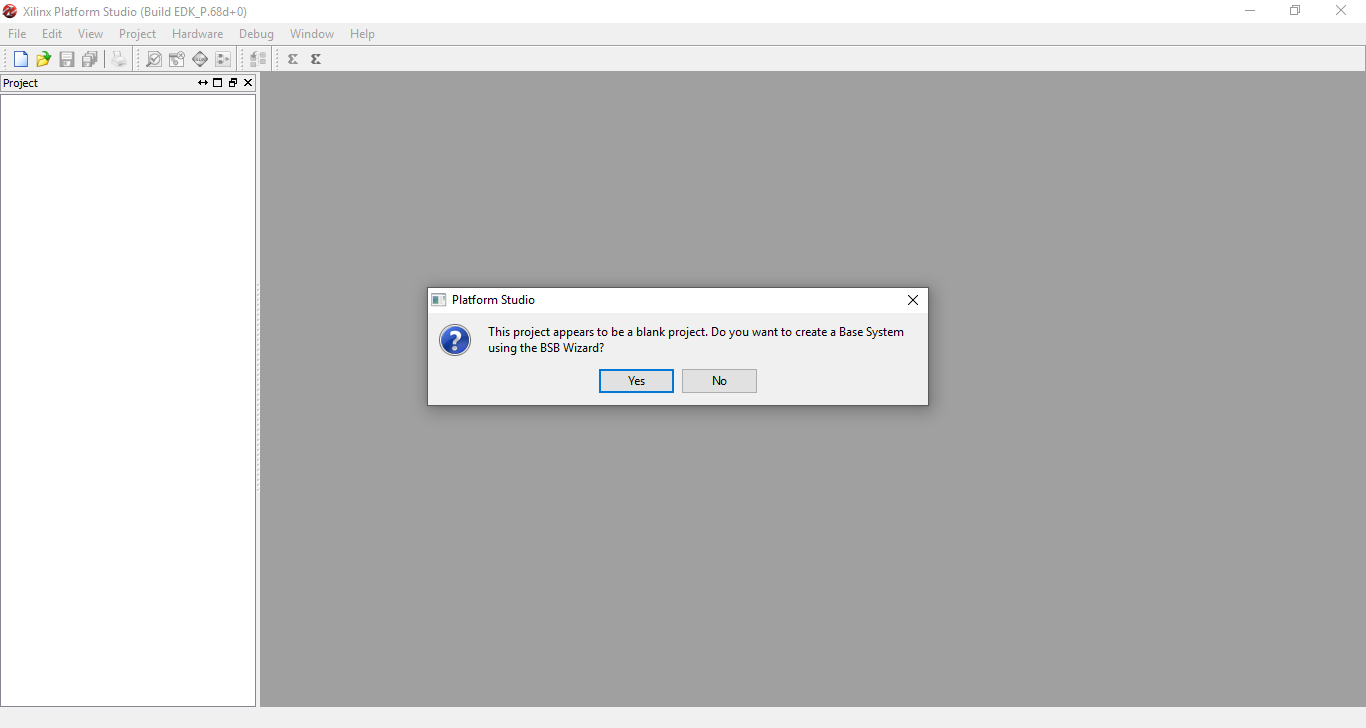 Xilinx Platform Studio (Build EDK_P.68d+0)
File Edit View Project Hardware Debug Window Help
Project
Platform Studio
This project appears to be a blank project. Do you want to create a Base System
using the BSB Wizard?
Yes No